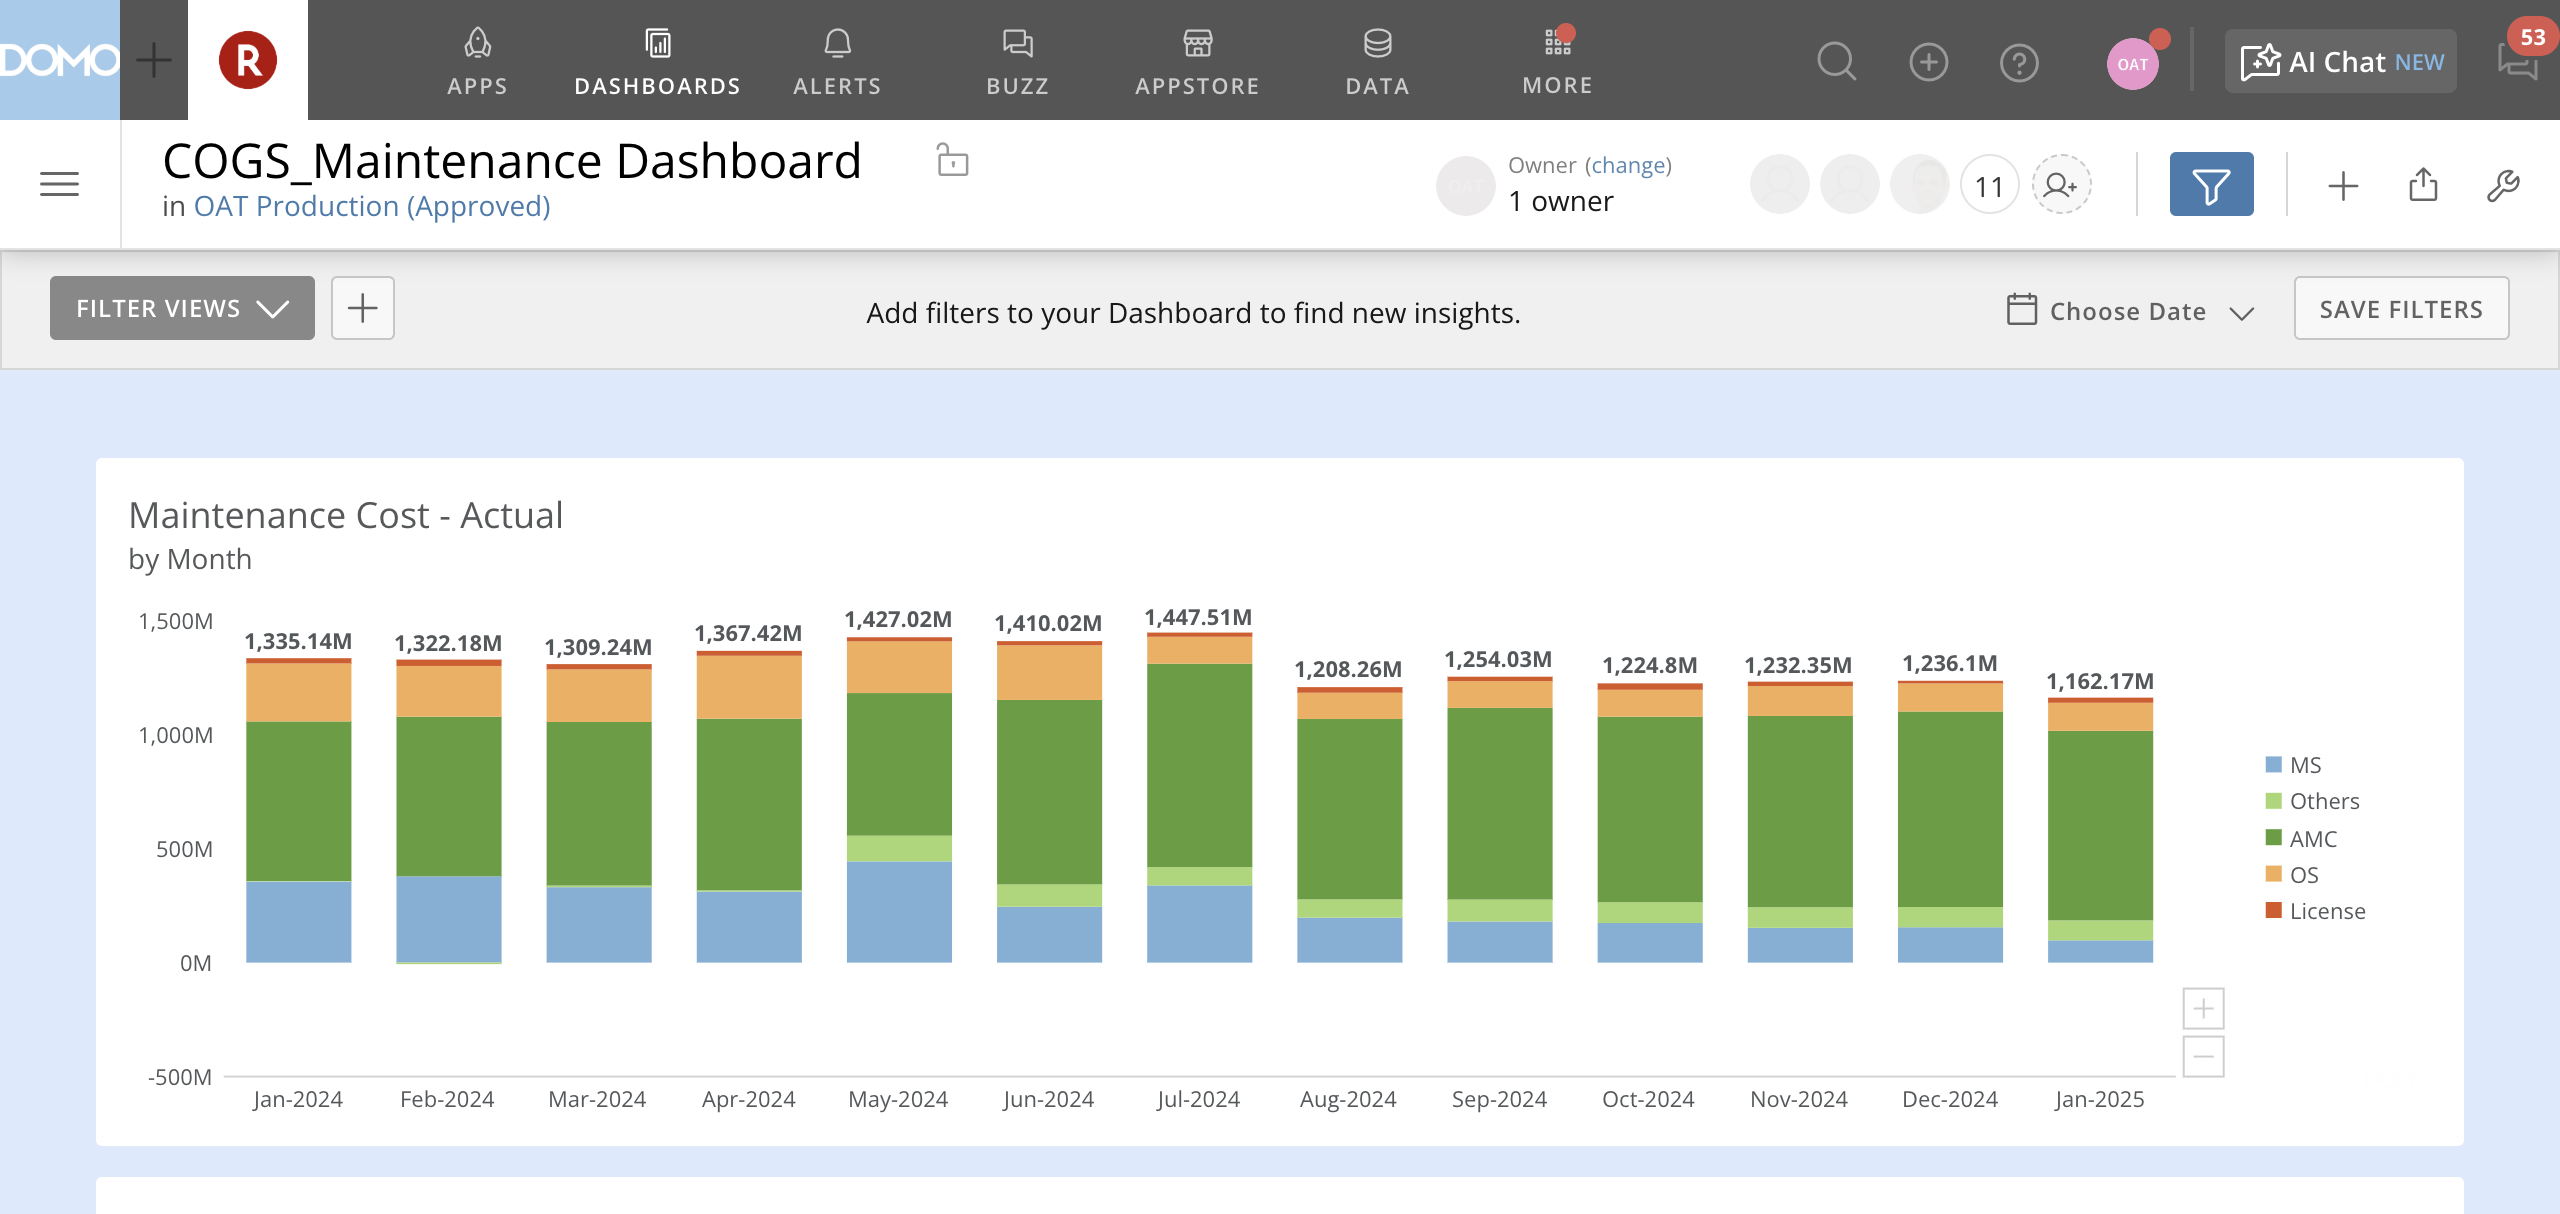 DOMO
R
APPS
DASHBOARDS
ALERTS
BUZZ
APPSTORE
DATA
MORE
OAT
AI Chat NEW
53
COGS_Maintenance Dashboard
in OAT Production (Approved)
Owner (change)
1 owner
11
FILTER VIEWS
Add filters to your Dashboard to find new insights.
Choose Date
SAVE FILTERS
Maintenance Cost - Actual
by Month
1,500M
1,000M
500M
0M
-500M
1,335.14M
1,322.18M
1,309.24M
1,367.42M
1,427.02M
1,410.02M
1,447.51M
1,208.26M
1,254.03M
1,224.8M
1,232.35M
1,236.1M
1,162.17M
Jan-2024
Feb-2024
Mar-2024
Apr-2024
May-2024
Jun-2024
Jul-2024
Aug-2024
Sep-2024
Oct-2024
Nov-2024
Dec-2024
Jan-2025
MS
Others
AMC
OS
License